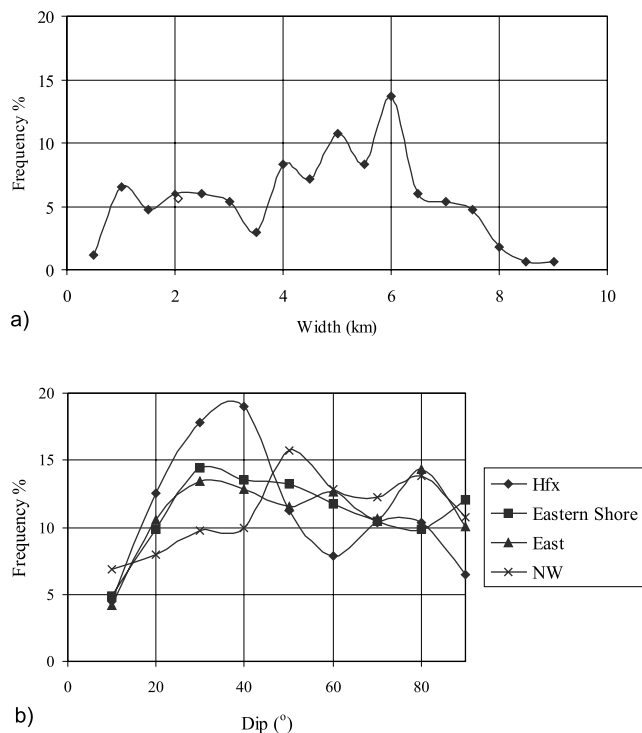 20
15
10
5
0
Frequency %
0 2 4 6 8 10
Width (km)
a)
20
15
10
5
0
Frequency %
0 20 40 60 80
Dip (°)
b)
Hfx
Eastern Shore
East
NW